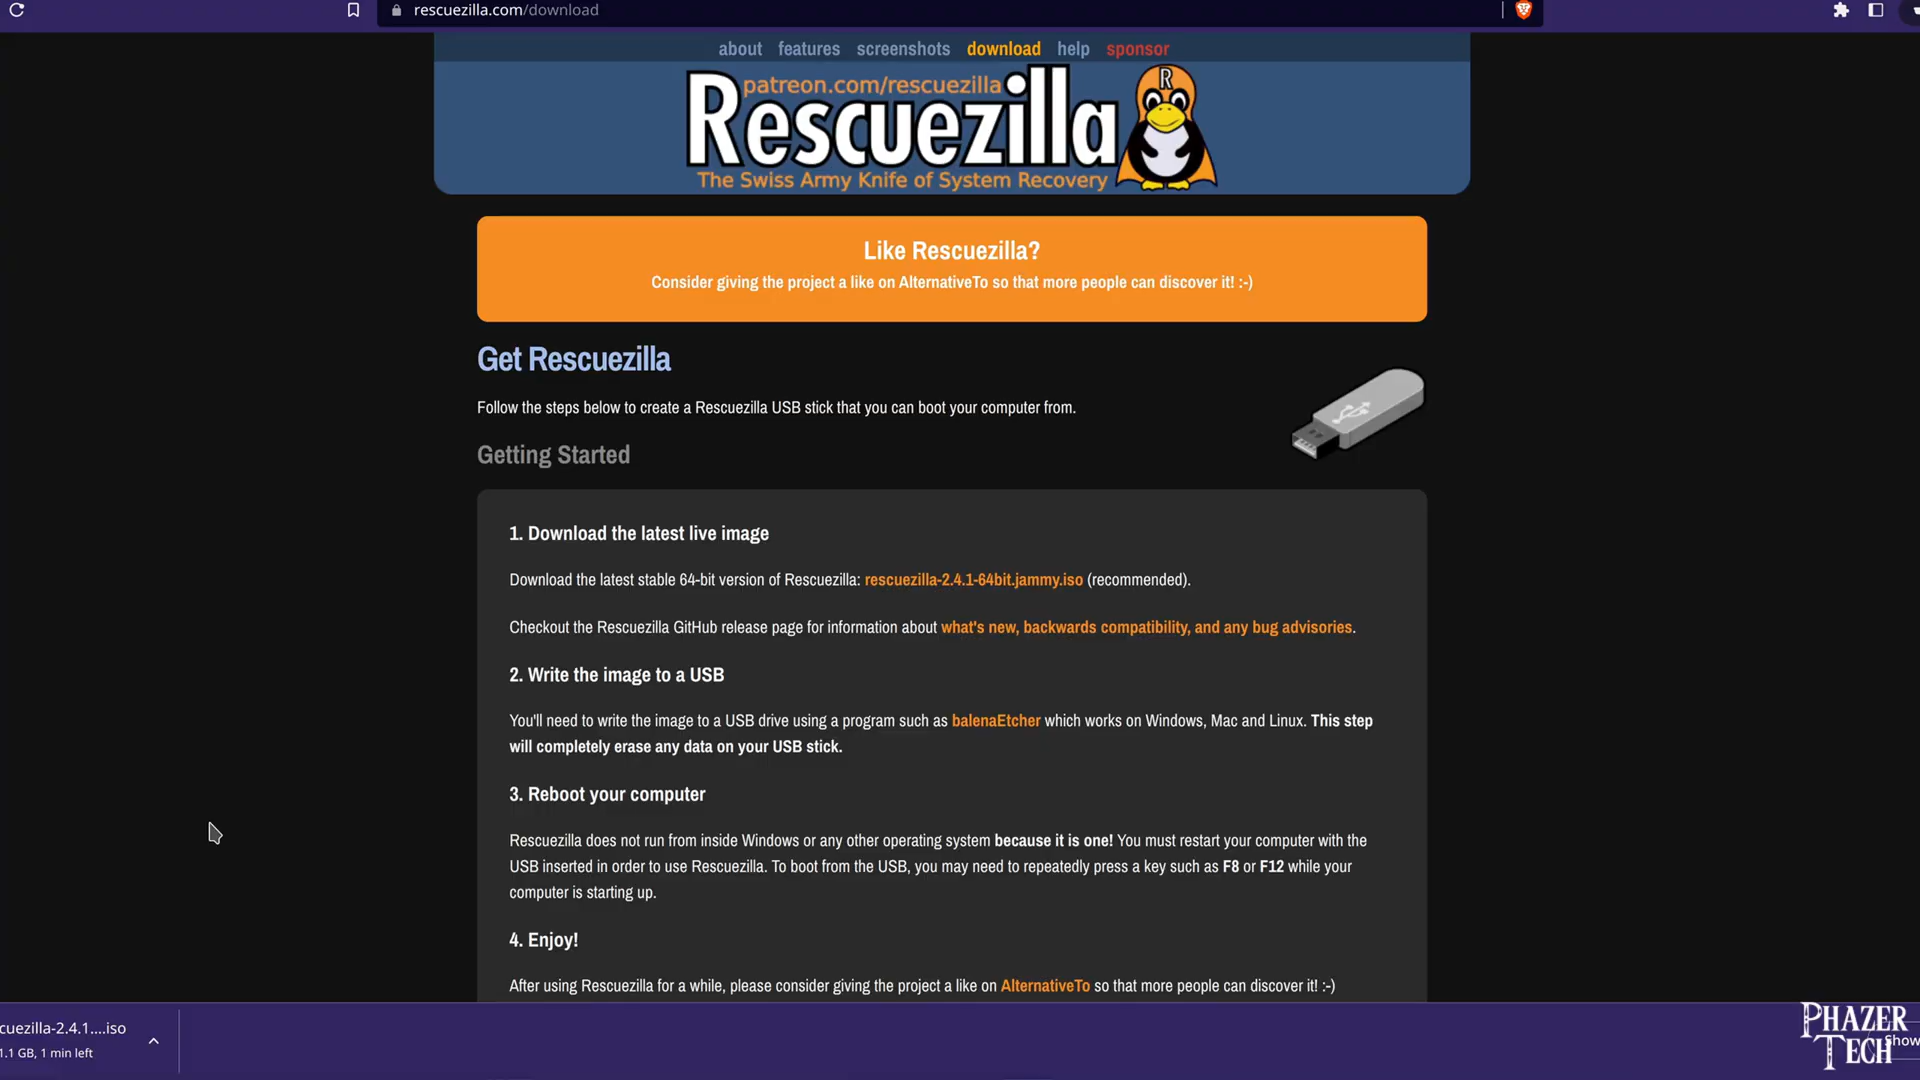 rescuezilla.com/download
about features screenshots download help sponsor
patreon.com/rescuezilla
R
Rescuezilla
The Swiss Army Knife of System Recovery
Like Rescuezilla?
Consider giving the project a like on AlternativeTo so that more people can discover it! :-)
Get Rescuezilla
Follow the steps below to create a Rescuezilla USB stick that you can boot your computer from.
Getting Started
1. Download the latest live image
Download the latest stable 64-bit version of Rescuezilla: rescuezilla-2.4.1-64bit.jammy.iso (recommended).
Checkout the Rescuezilla GitHub release page for information about what's new, backwards compatibility, and any bug advisories.
2. Write the image to a USB
You'll need to write the image to a USB drive using a program such as balenaEtcher which works on Windows, Mac and Linux. This step
will completely erase any data on your USB stick.
3. Reboot your computer
Rescuezilla does not run from inside Windows or any other operating system because it is one! You must restart your computer with the
USB inserted in order to use Rescuezilla. To boot from the USB, you may need to repeatedly press a key such as F8 or F12 while your
computer is starting up.
4. Enjoy!
After using Rescuezilla for a while, please consider giving the project a like on AlternativeTo so that more people can discover it! :-)
cuezilla-2.4.1....iso
1.1 GB, 1 min left
PHAZER
TECH
Show